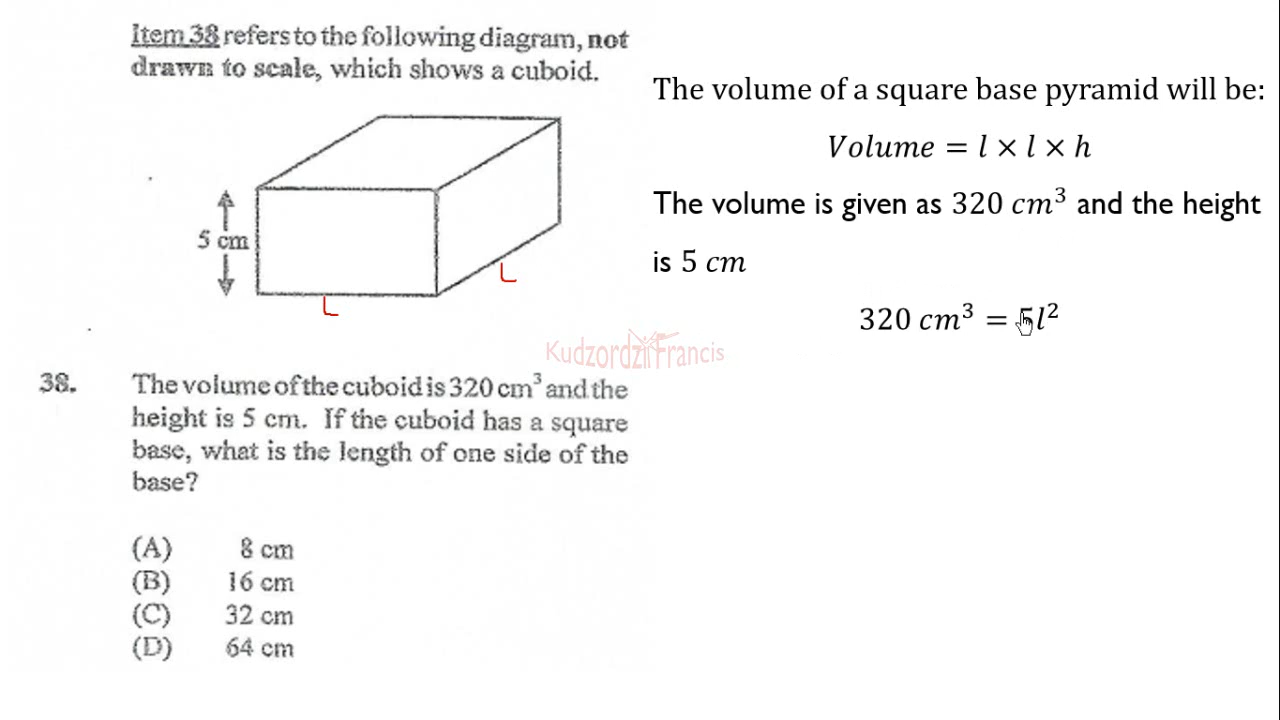 Item 38 refers to the following diagram, not
drawn to scale, which shows a cuboid.
5 cm
L
L
38. The volume of the cuboid is 320 cm³ and the
height is 5 cm. If the cuboid has a square
base, what is the length of one side of the
base?
(A) 8 cm
(B) 16 cm
(C) 32 cm
(D) 64 cm
The volume of a square base pyramid will be:
Volume = l × l × h
The volume is given as 320 cm³ and the height
is 5 cm
320 cm³ = 5l²
Kudzordzi Francis